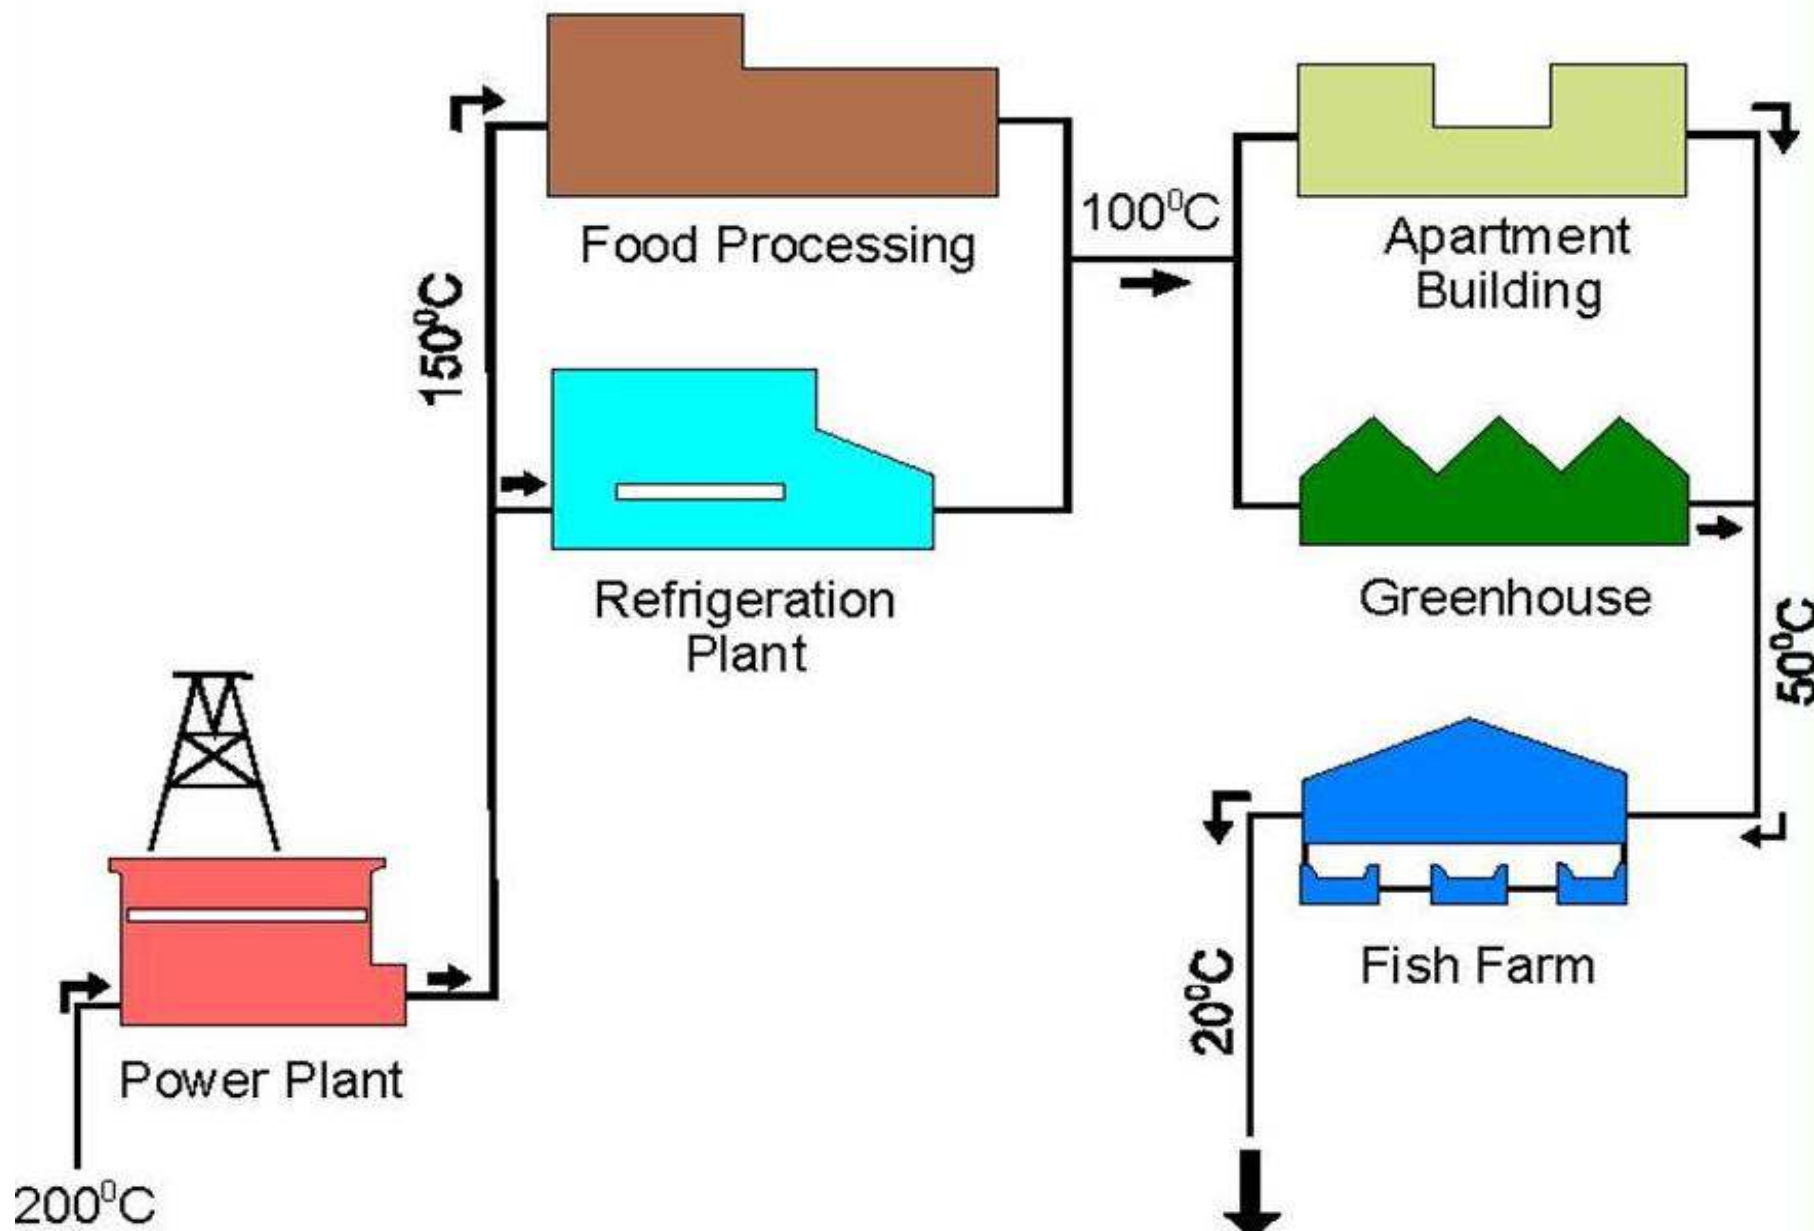 Food Processing
100⁰C
Apartment
Building
150⁰C
Refrigeration
Plant
Greenhouse
50⁰C
Fish Farm
20⁰C
Power Plant
200⁰C